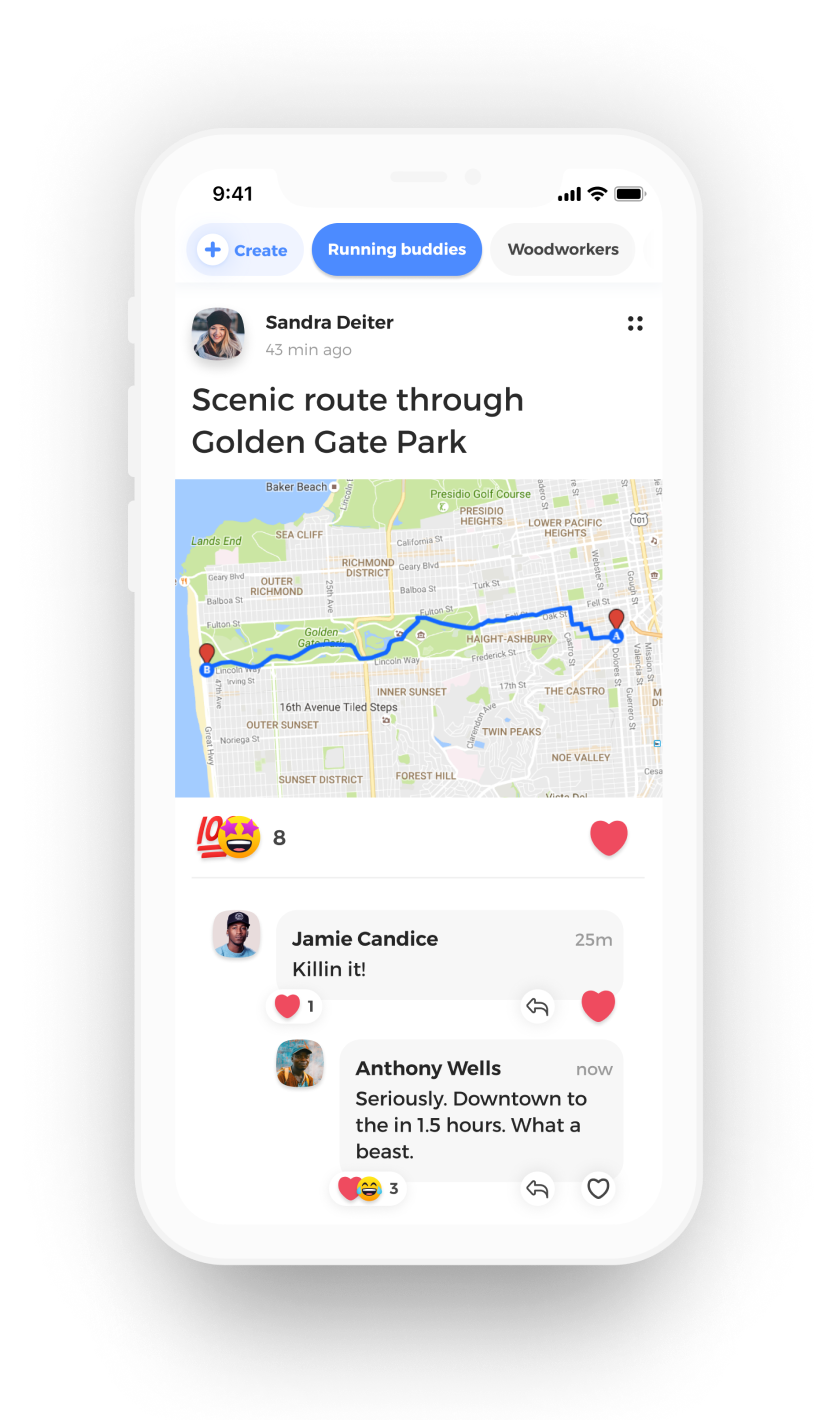 9:41
Create
Running buddies
Woodworkers
Sandra Deiter
43 min ago
Scenic route through
Golden Gate Park
Baker Beach
Presidio Golf Course
PRESIDIO
HEIGHTS
LOWER PACIFIC
HEIGHTS
101
SEA CLIFF
Lands End
California St
RICHMOND
DISTRICT
Geary Blvd
Geary Blvd
OUTER
RICHMOND
25th Ave
Balboa St
Turk St
Webster St
Gough St
Balboa St
Fulton St
Fell St
Oak St
Fulton St
Golden
Gate Park
HAIGHT-ASHBURY
Castro St
A
Lincoln Way
Frederick St
Dolores St
Valencia St
Mission St
B
Irving St
47th Ave
17th St
INNER SUNSET
THE CASTRO
Guerrero St
16th Avenue Tiled Steps
Clarendon Ave
OUTER SUNSET
TWIN PEAKS
Great Hwy
Noriega St
NOE VALLEY
SUNSET DISTRICT
FOREST HILL
8
Jamie Candice
25m
Killin it!
1
Anthony Wells
now
Seriously. Downtown to
the in 1.5 hours. What a
beast.
3